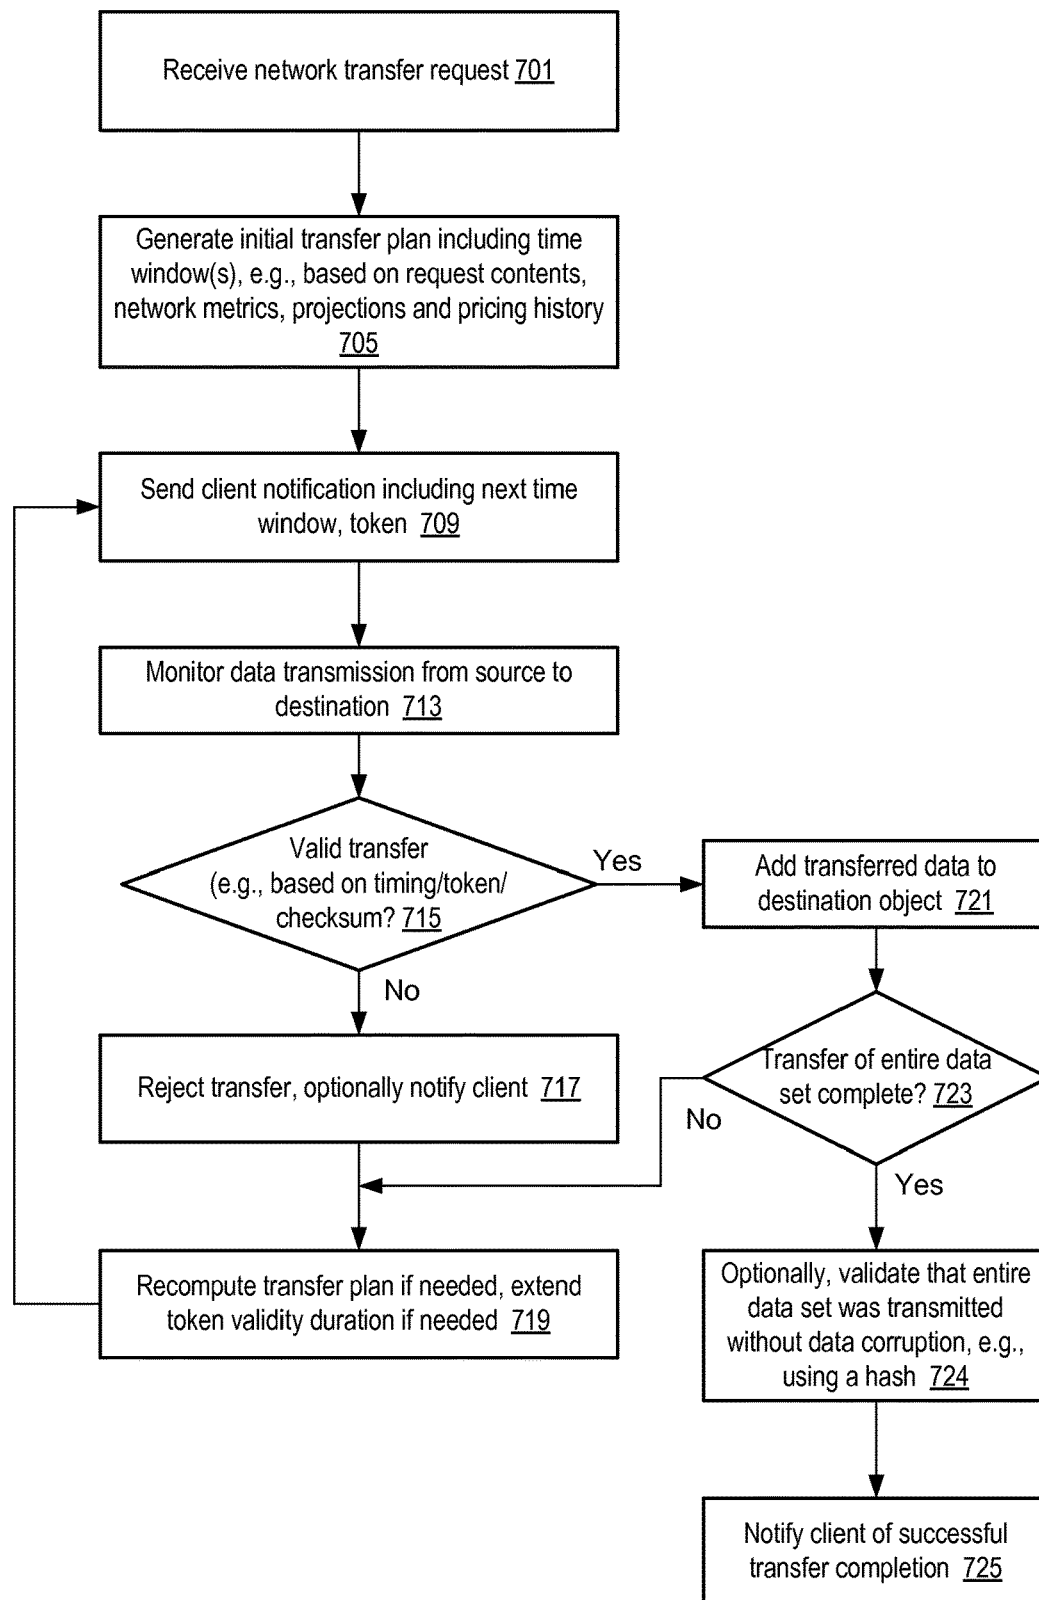 Receive network transfer request 701
Generate initial transfer plan including time
window(s), e.g., based on request contents,
network metrics, projections and pricing history
705
Send client notification including next time
window, token 709
Monitor data transmission from source to
destination 713
Valid transfer
(e.g., based on timing/token/
checksum? 715
Yes
No
Add transferred data to
destination object 721
Reject transfer, optionally notify client 717
Transfer of entire data
set complete? 723
No
Yes
Recompute transfer plan if needed, extend
token validity duration if needed 719
Optionally, validate that entire
data set was transmitted
without data corruption, e.g.,
using a hash 724
Notify client of successful
transfer completion 725